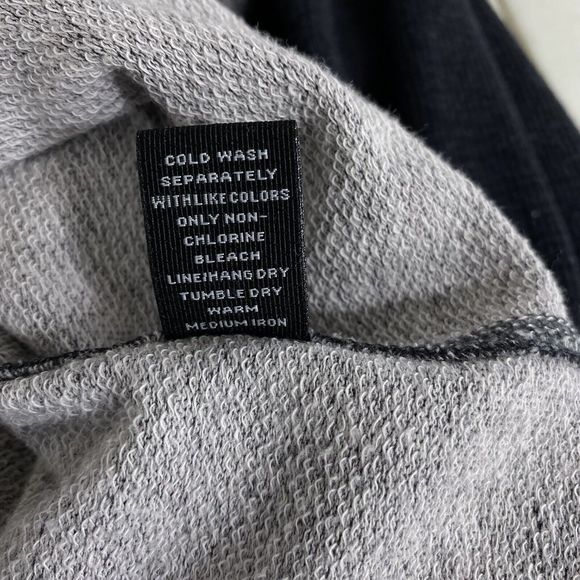 COLD WASH
SEPARATELY
WITH LIKE COLORS
ONLY NON-
CHLORINE
BLEACH
LINE/HANG DRY
TUMBLE DRY
WARM
MEDIUM IRON